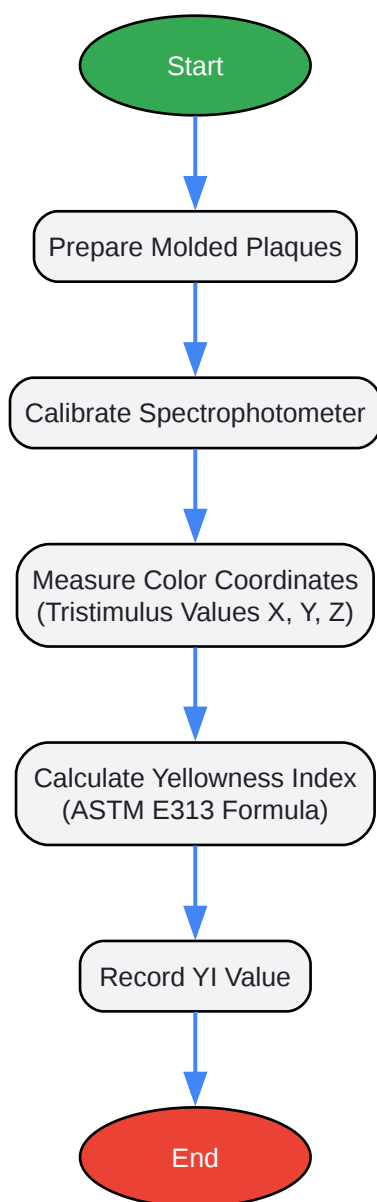 Start
Prepare Molded Plaques
Calibrate Spectrophotometer
Measure Color Coordinates
(Tristimulus Values X, Y, Z)
Calculate Yellowness Index
(ASTM E313 Formula)
Record YI Value
End